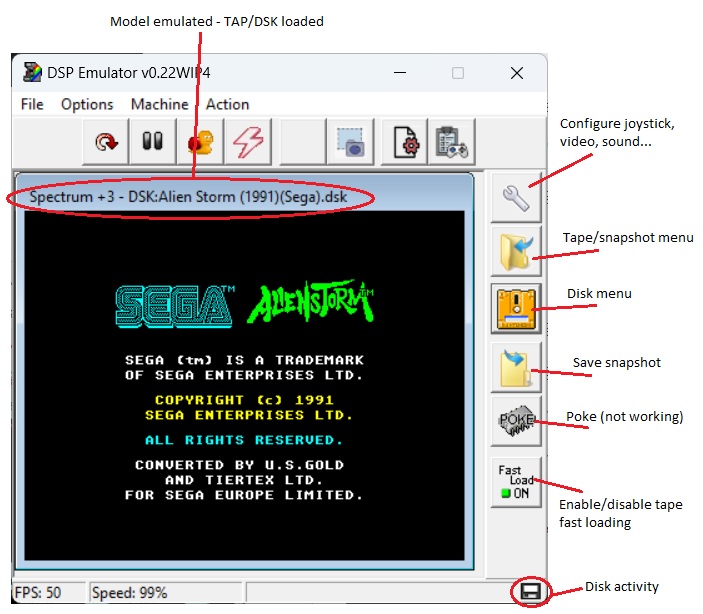 Model emulated - TAP/DSK loaded
DSP Emulator v0.22WIP4
File Options Machine Action
Configure joystick,
video, sound...
Spectrum +3 - DSK:Alien Storm (1991)(Sega).dsk
Tape/snapshot menu
Disk menu
SEGA™ ALIEN STORM™
SEGA (tm) IS A TRADEMARK
OF SEGA ENTERPRISES LTD.
Save snapshot
COPYRIGHT (c) 1991
SEGA ENTERPRISES LTD.
POKE
Poke (not working)
ALL RIGHTS RESERVED.
CONVERTED BY U.S.GOLD
AND TIERTEX LTD.
FOR SEGA EUROPE LIMITED.
Fast
Load
ON
Enable/disable tape
fast loading
FPS: 50 Speed: 99%
Disk activity